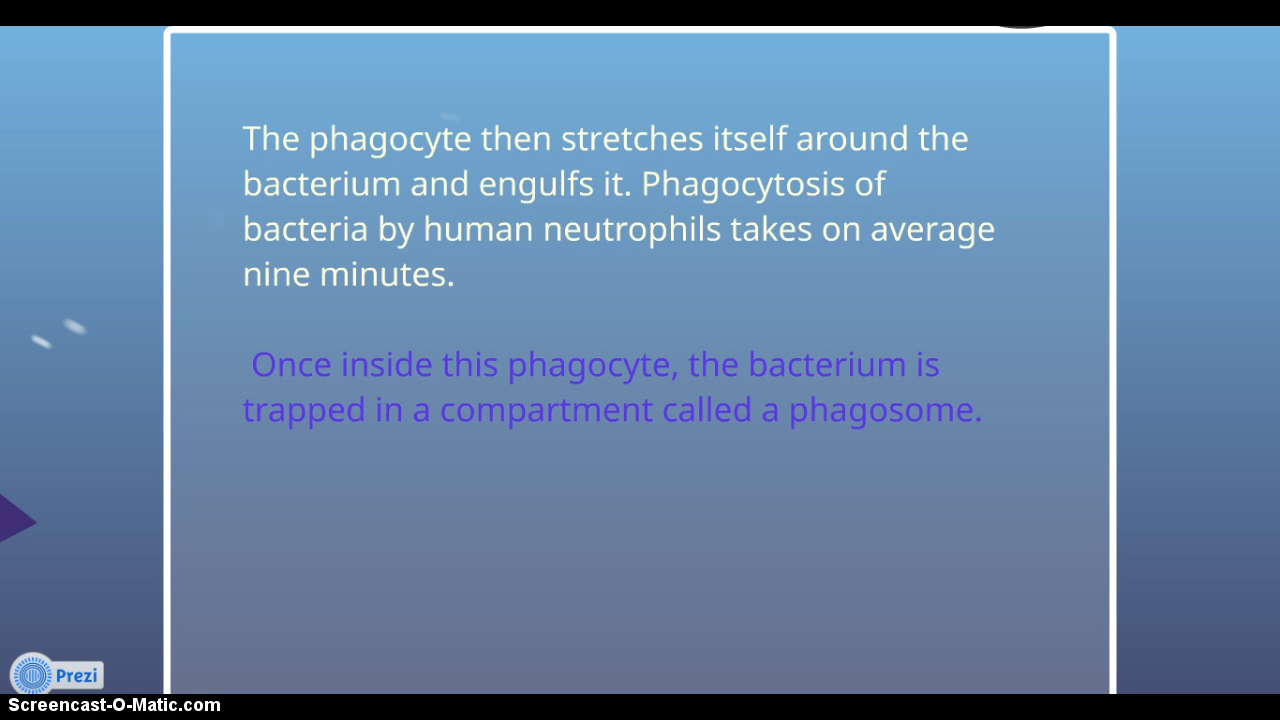 The phagocyte then stretches itself around the
bacterium and engulfs it. Phagocytosis of
bacteria by human neutrophils takes on average
nine minutes.
Once inside this phagocyte, the bacterium is
trapped in a compartment called a phagosome.
Prezi
Screencast-O-Matic.com